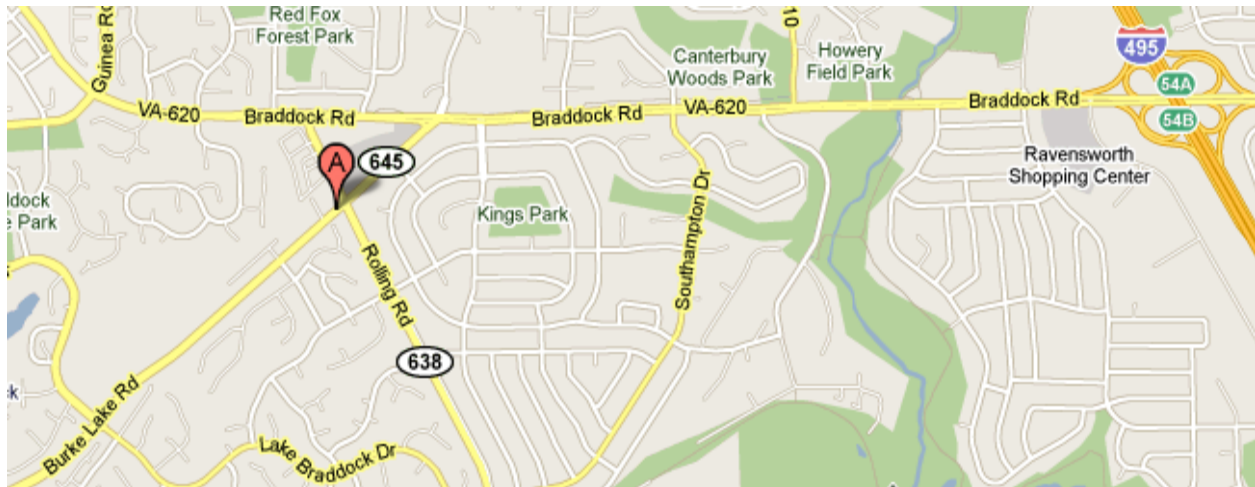 Red Fox
Forest Park
Guinea Rd
10
Canterbury
Woods Park
Howery
Field Park
495
54A
54B
VA-620
Braddock Rd
Braddock Rd
VA-620
Braddock Rd
A
645
Ravensworth
Shopping Center
ddock
e Park
Kings Park
Southampton Dr
Rolling Rd
638
Burke Lake Rd
Lake Braddock Dr
k